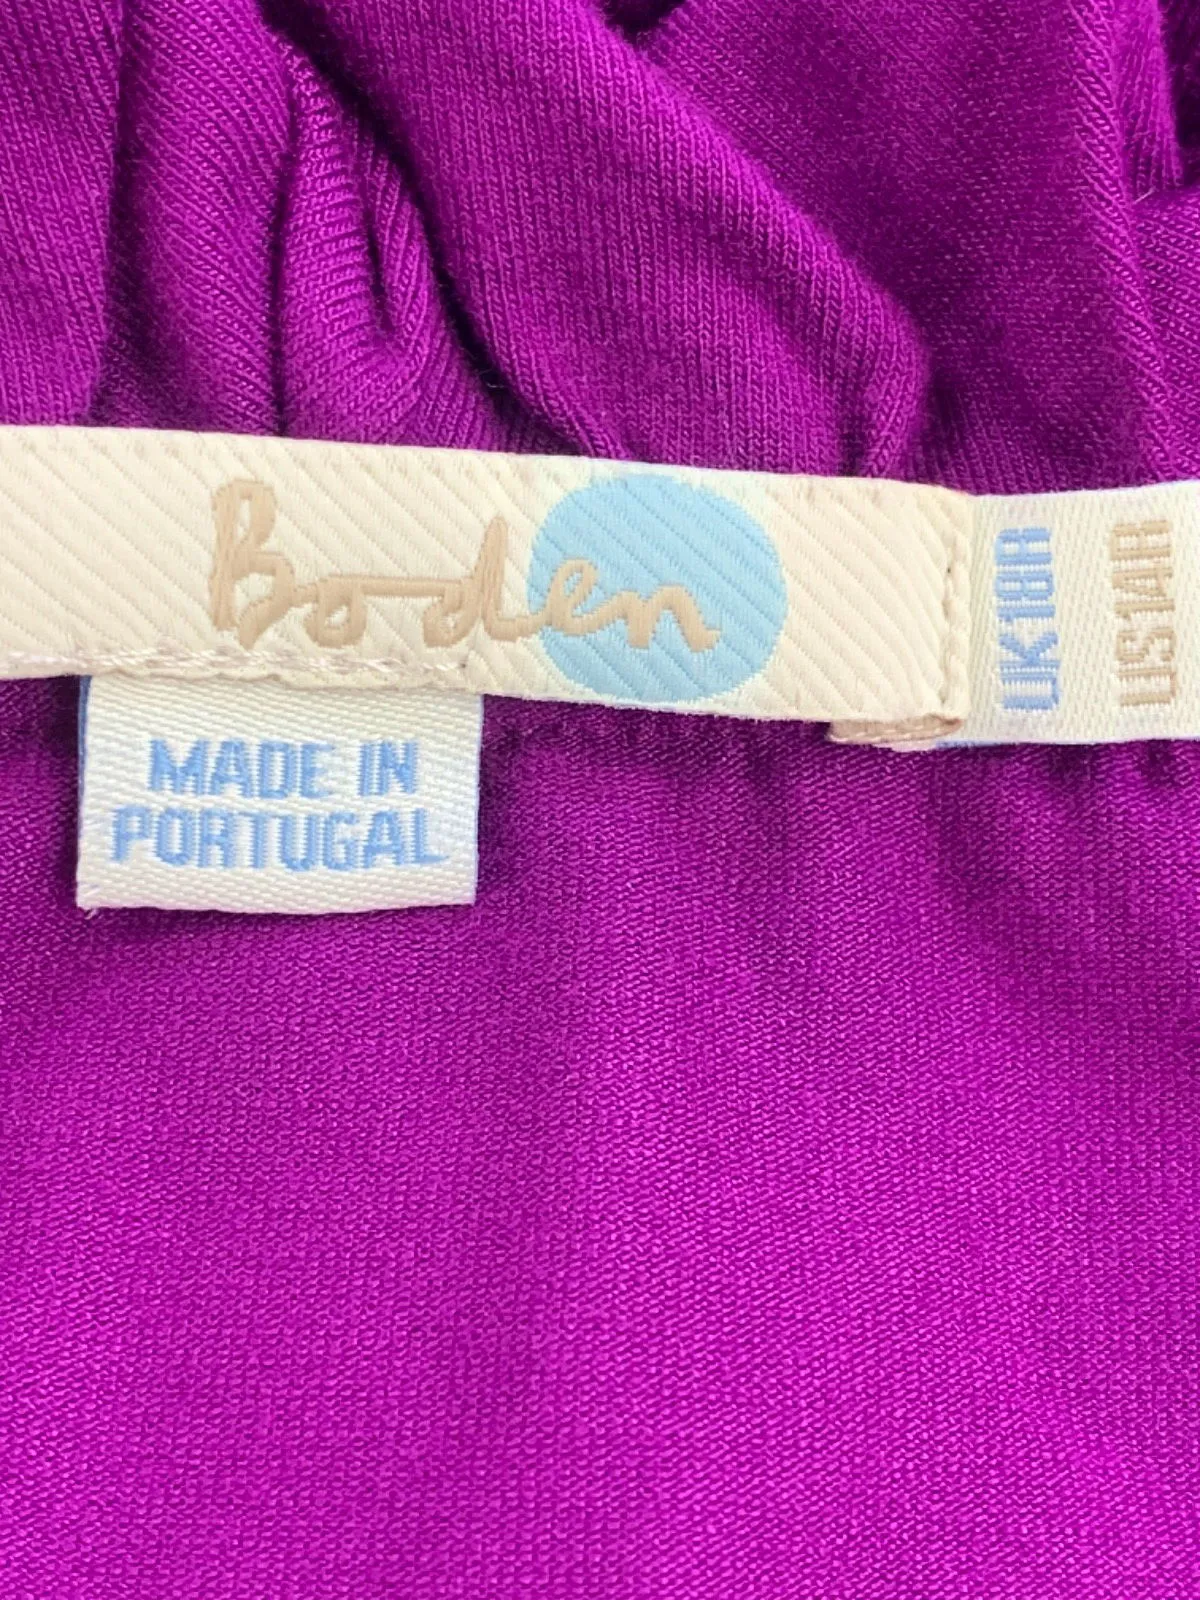 Boden
UK18R
US14R
MADE IN
PORTUGAL